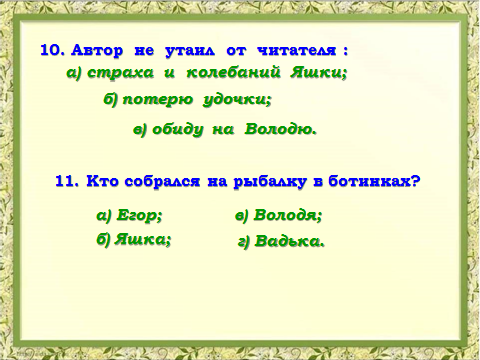 10. Автор не утаил от читателя :
а) страха и колебаний Яшки;
б) потерю удочки;
в) обиду на Володю.
11. Кто собрался на рыбалку в ботинках?
а) Егор; в) Володя;
б) Яшка; г) Вадька.